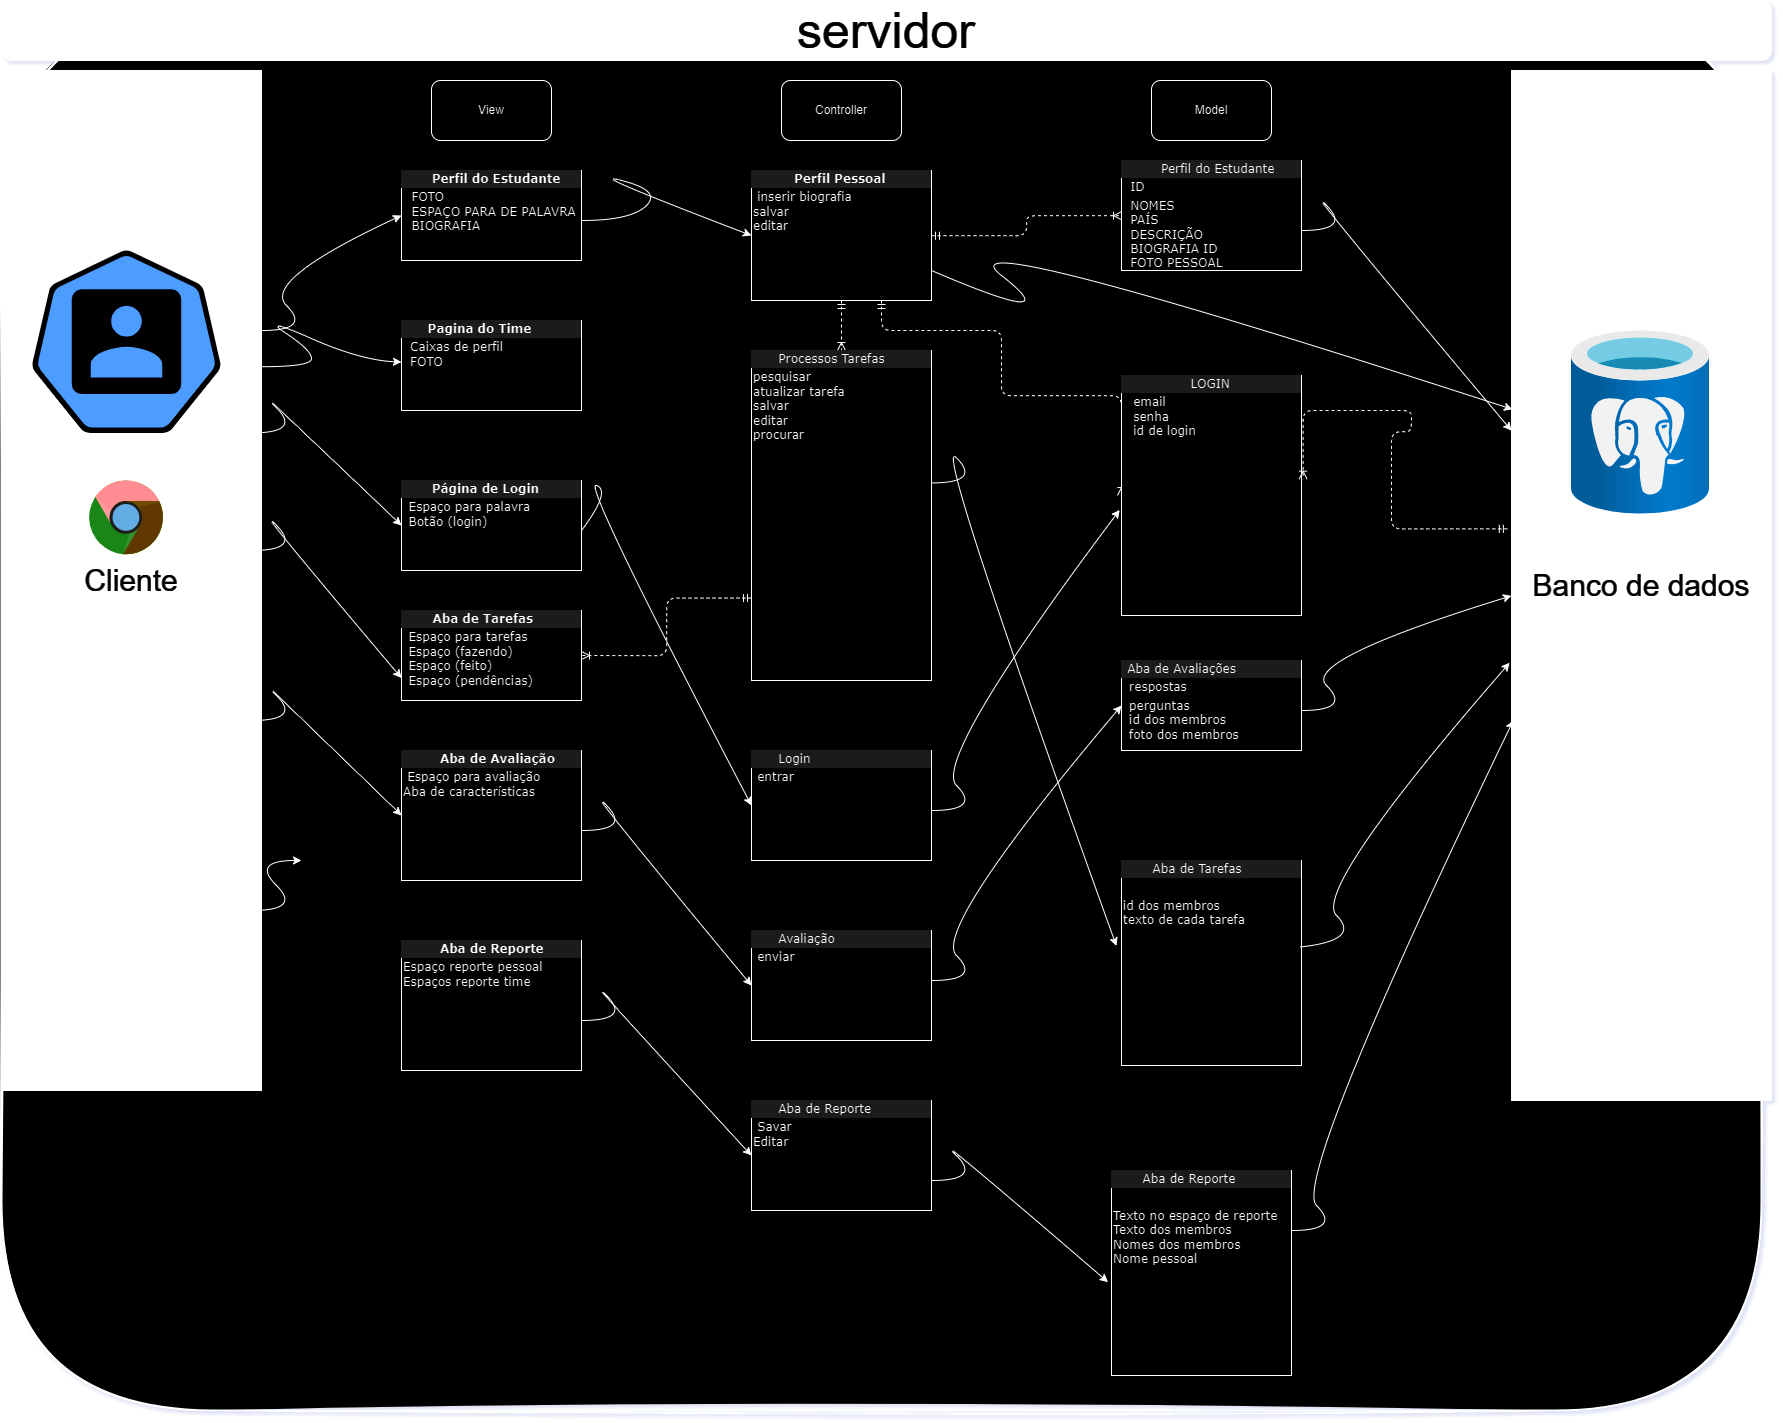 servidor
View
Controller
Model
Cliente
Perfil do Estudante
FOTO
ESPAÇO PARA DE PALAVRA
BIOGRAFIA
Pagina do Time
Caixas de perfil
FOTO
Página de Login
Espaço para palavra
Botão (login)
Aba de Tarefas
Espaço para tarefas
Espaço (fazendo)
Espaço (feito)
Espaço (pendências)
Aba de Avaliação
Espaço para avaliação
Aba de características
Aba de Reporte
Espaço reporte pessoal
Espaços reporte time
Perfil Pessoal
inserir biografia
salvar
editar
Processos Tarefas
pesquisar
atualizar tarefa
salvar
editar
procurar
Login
entrar
Avaliação
enviar
Aba de Reporte
Savar
Editar
Perfil do Estudante
ID
NOMES
PAÍS
DESCRIÇÃO
BIOGRAFIA ID
FOTO PESSOAL
LOGIN
email
senha
id de login
Aba de Avaliações
respostas
perguntas
id dos membros
foto dos membros
Aba de Tarefas
id dos membros
texto de cada tarefa
Aba de Reporte
Texto no espaço de reporte
Texto dos membros
Nomes dos membros
Nome pessoal
Banco de dados